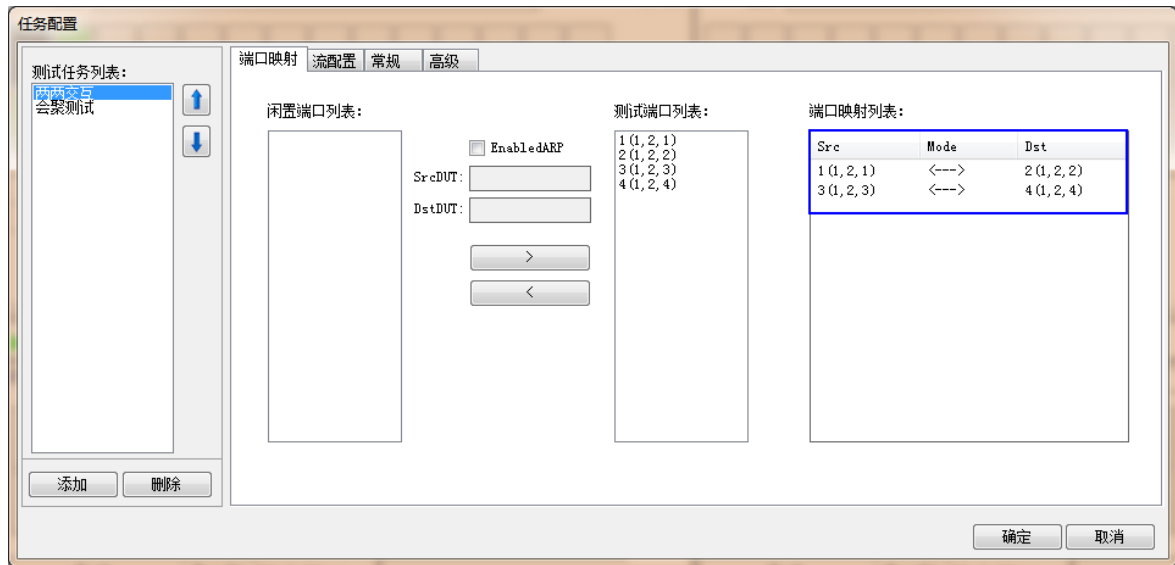 任务配置
测试任务列表:
两两交互
会聚测试
添加
删除
端口映射 流配置 常规 高级
闲置端口列表:
EnabledARP
SrcDUT:
DstDUT:
>
<
测试端口列表:
1(1,2,1)
2(1,2,2)
3(1,2,3)
4(1,2,4)
端口映射列表:
Src Mode Dst
1(1,2,1) <---> 2(1,2,2)
3(1,2,3) <---> 4(1,2,4)
确定 取消